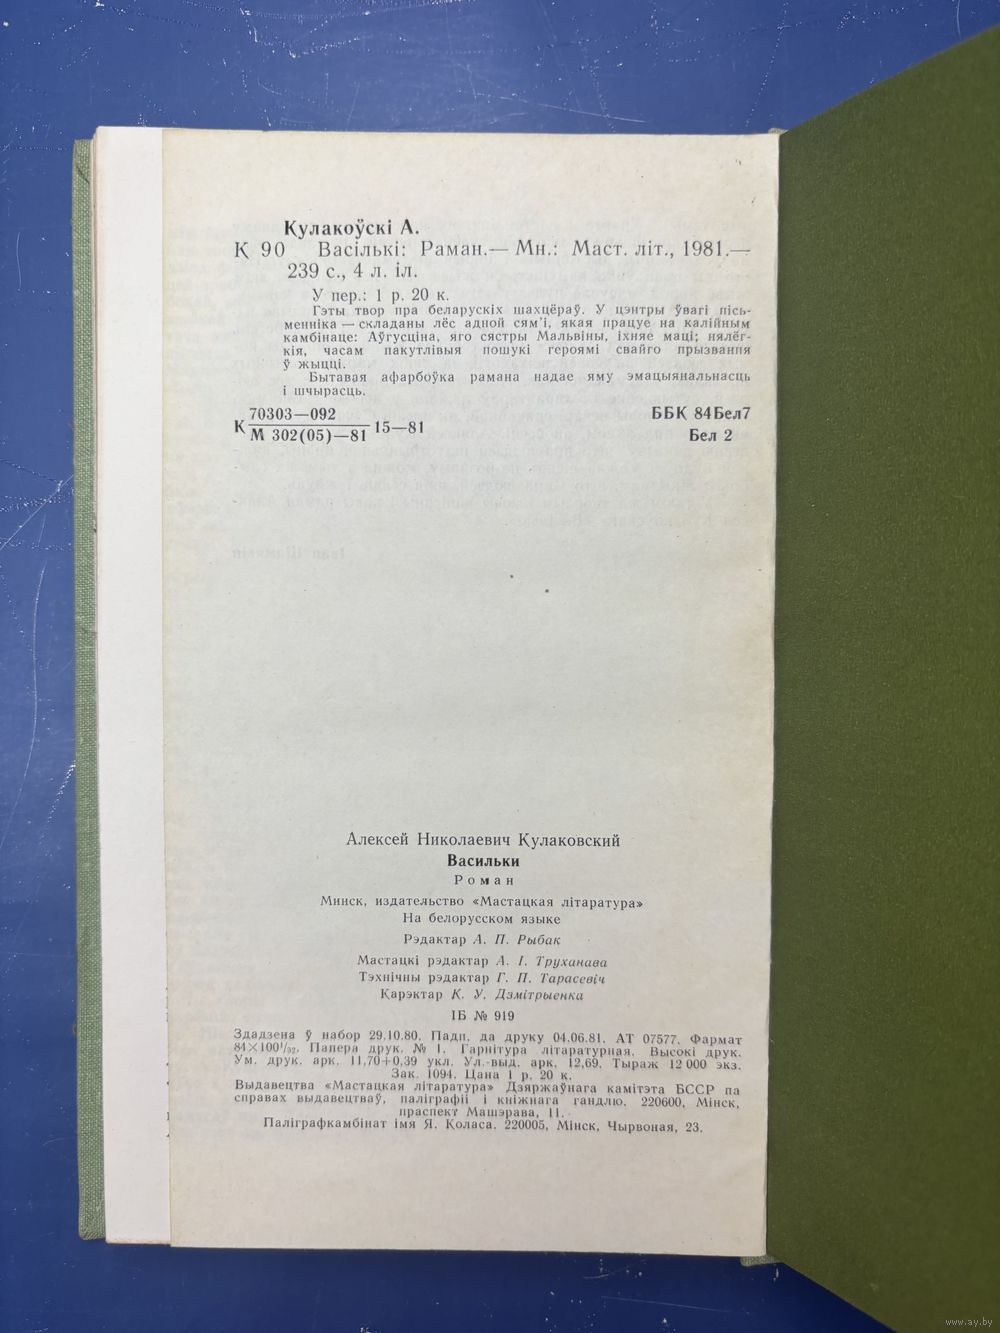 Кулакоўскі А.
К 90 Васількі: Раман.— Мн.: Маст. літ., 1981.—
239 с., 4 л. іл.
У пер.: 1 р. 20 к.
Гэты твор пра беларускіх шахцёраў. У цэнтры ўвагі пісь-
менніка — складаны лёс адной сям'і, якая працуе на калійным
камбінаце: Аўгусціна, яго сястры Мальвіны, іхняе маці; нялёг-
кія, часам пакутлівыя пошукі героямі свайго прызвання
ў жыцці.
Бытавая афарбоўка рамана надае яму эмацыянальнасць
і шчырасць.
70303—092
К М 302(05)—81 15—81
ББК 84Бел7
Бел 2
Іван Шамякін
Алексей Николаевич Кулаковский
Васильки
Роман
Минск, издательство «Мастацкая літаратура»
На белорусском языке
Рэдактар А. П. Рыбак
Мастацкі рэдактар А. І. Труханава
Тэхнічны рэдактар Г. П. Тарасевіч
Карэктар К. У. Дзмітрыенка
ІБ № 919
Здадзена ў набор 29.10.80. Падп. да друку 04.06.81. АТ 07577. Фармат
84×100¹/₃₂. Папера друк. № 1. Гарнітура літаратурная. Высокі друк.
Ум. друк. арк. 11,70+0,39 укл. Ул.-выд. арк. 12,69. Тыраж 12 000 экз.
Зак. 1094. Цана 1 р. 20 к.
Выдавецтва «Мастацкая літаратура» Дзяржаўнага камітэта БССР па
справах выдавецтваў, паліграфіі і кніжнага гандлю. 220600, Мінск,
праспект Машэрава, 11.
Паліграфкамбінат імя Я. Коласа. 220005, Мінск, Чырвоная, 23.
www.ay.by